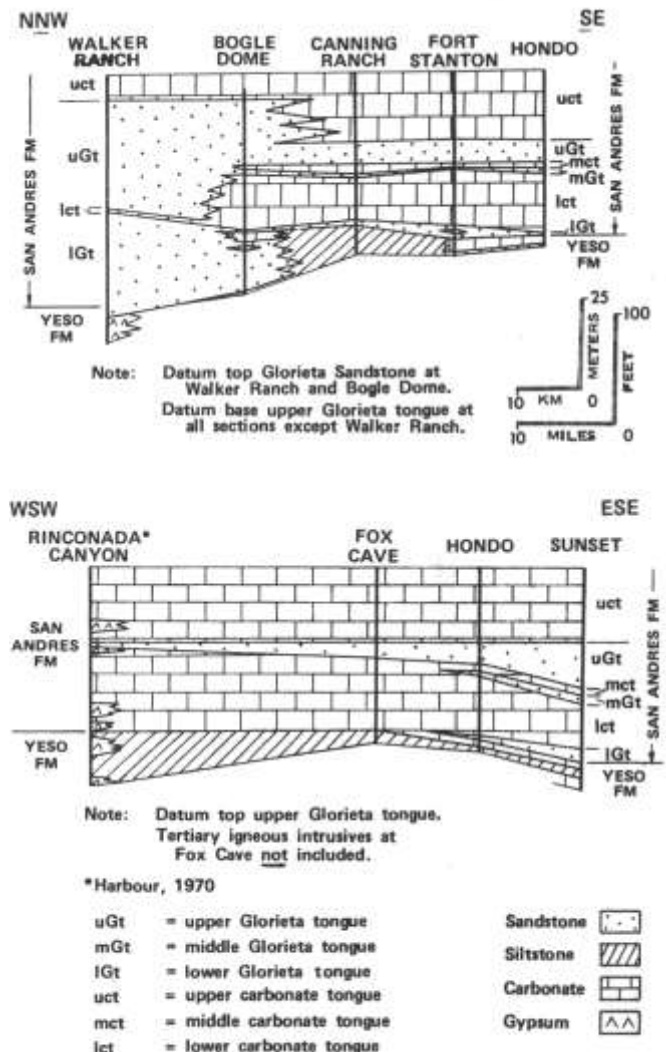 NNW
SE
WALKER RANCH
BOGLE DOME
CANNING RANCH
FORT STANTON
HONDO
uct
uGt
lct
lGt
SAN ANDRES FM
YESO FM
uct
uGt
mct
mGt
lct
lGt
YESO FM
SAN ANDRES FM
25
METERS
0
100
FEET
0
10 KM
10 MILES
Note: Datum top Glorieta Sandstone at
Walker Ranch and Bogle Dome.
Datum base upper Glorieta tongue at
all sections except Walker Ranch.
WSW
ESE
RINCONADA*
CANYON
FOX
CAVE
HONDO
SUNSET
SAN
ANDRES
FM
YESO
FM
uct
uGt
mct
mGt
lct
lGt
YESO
FM
SAN ANDRES FM
Note: Datum top upper Glorieta tongue.
Tertiary igneous intrusives at
Fox Cave not included.
*Harbour, 1970
uGt = upper Glorieta tongue
mGt = middle Glorieta tongue
lGt = lower Glorieta tongue
uct = upper carbonate tongue
mct = middle carbonate tongue
lct = lower carbonate tongue
Sandstone
Siltstone
Carbonate
Gypsum